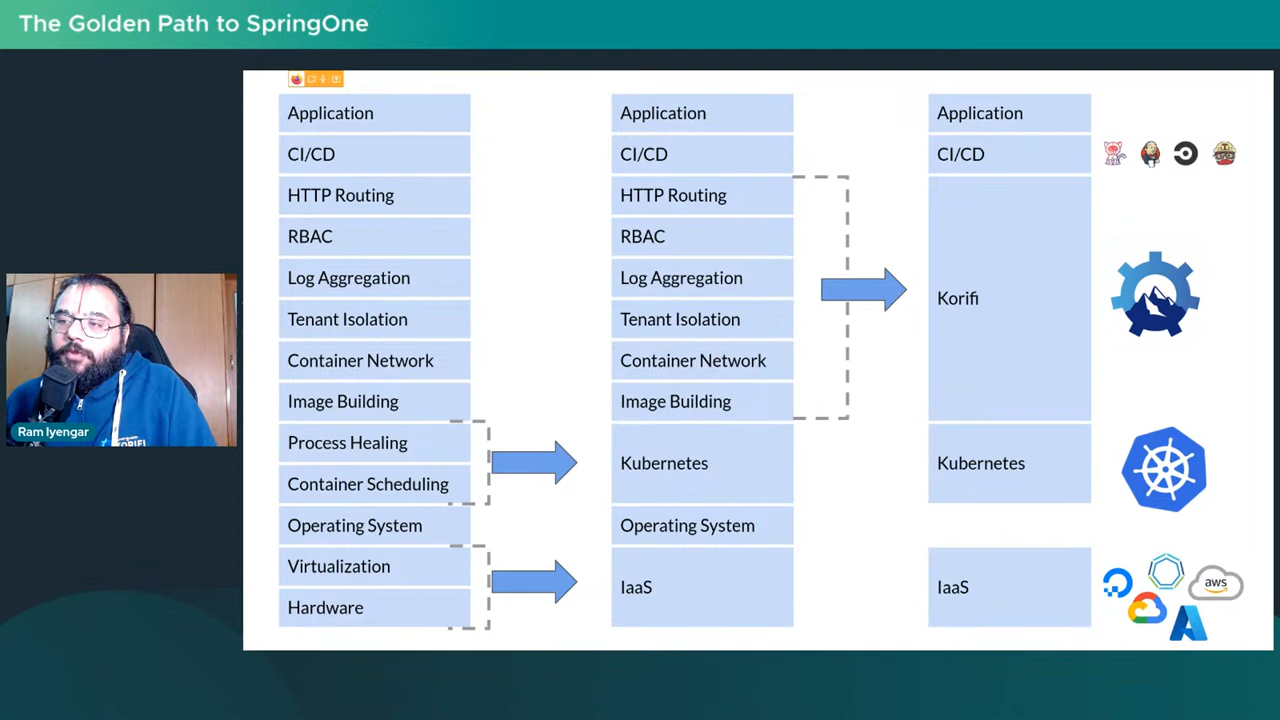 The Golden Path to SpringOne
Application
CI/CD
HTTP Routing
RBAC
Log Aggregation
Tenant Isolation
Container Network
Image Building
Process Healing
Container Scheduling
Operating System
Virtualization
Hardware
Application
CI/CD
HTTP Routing
RBAC
Log Aggregation
Tenant Isolation
Container Network
Image Building
Kubernetes
Operating System
IaaS
Application
CI/CD
Korifi
Kubernetes
IaaS
aws
Ram Iyengar